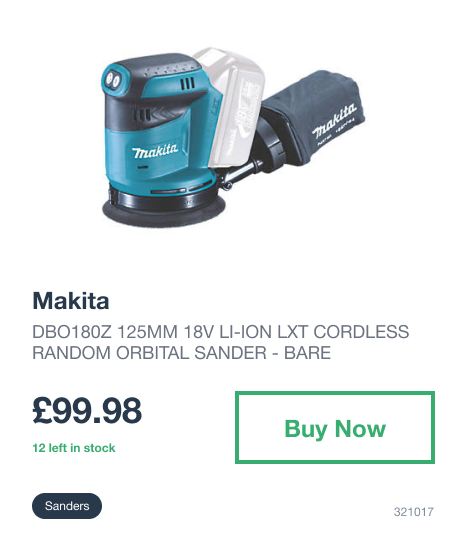 makita
makita
Makita
DBO180Z 125MM 18V LI-ION LXT CORDLESS
RANDOM ORBITAL SANDER - BARE
£99.98
Buy Now
12 left in stock
Sanders
321017